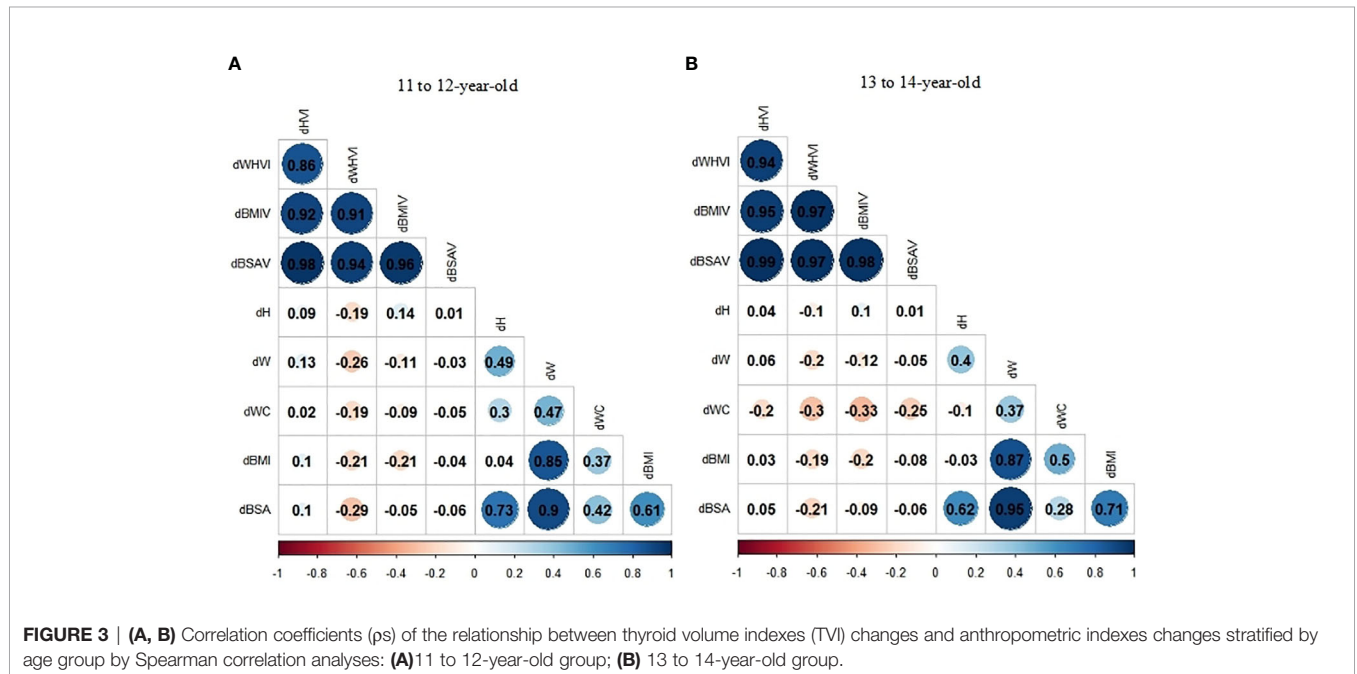 A
11 to 12-year-old
dHVI
dWHVI 0.86 dWHVI
dBMIV 0.92 0.91 dBMIV
dBSAV 0.98 0.94 0.96 dBSAV
dH 0.09 -0.19 0.14 0.01 dH
dW 0.13 -0.26 -0.11 -0.03 0.49 dW
dWC 0.02 -0.19 -0.09 -0.05 0.3 0.47 dWC
dBMI 0.1 -0.21 -0.21 -0.04 0.04 0.85 0.37 dBMI
dBSA 0.1 -0.29 -0.05 -0.06 0.73 0.9 0.42 0.61
-1 -0.8 -0.6 -0.4 -0.2 0 0.2 0.4 0.6 0.8 1
B
13 to 14-year-old
dHVI
dWHVI 0.94 dWHVI
dBMIV 0.95 0.97 dBMIV
dBSAV 0.99 0.97 0.98 dBSAV
dH 0.04 -0.1 0.1 0.01 dH
dW 0.06 -0.2 -0.12 -0.05 0.4 dW
dWC -0.2 -0.3 -0.33 -0.25 -0.1 0.37 dWC
dBMI 0.03 -0.19 -0.2 -0.08 -0.03 0.87 0.5 dBMI
dBSA 0.05 -0.21 -0.09 -0.06 0.62 0.95 0.28 0.71
-1 -0.8 -0.6 -0.4 -0.2 0 0.2 0.4 0.6 0.8 1
FIGURE 3 | (A, B) Correlation coefficients (ρs) of the relationship between thyroid volume indexes (TVI) changes and anthropometric indexes changes stratified by
age group by Spearman correlation analyses: (A)11 to 12-year-old group; (B) 13 to 14-year-old group.